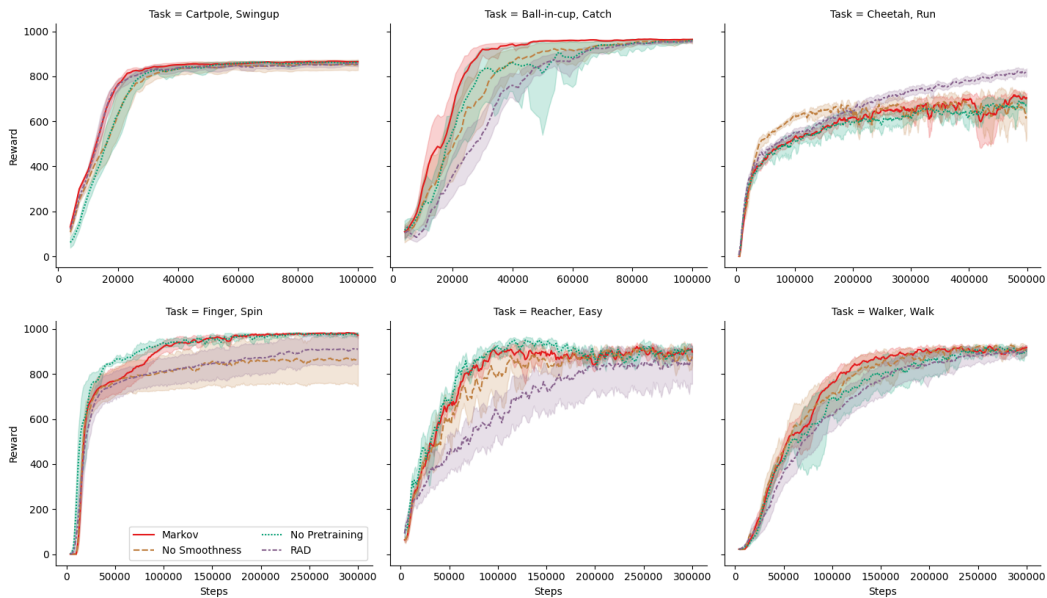 Task = Cartpole, Swingup
Task = Ball-in-cup, Catch
Task = Cheetah, Run
1000
800
600
400
200
0
Reward
0 20000 40000 60000 80000 100000
0 20000 40000 60000 80000 100000
0 100000 200000 300000 400000 500000
Task = Finger, Spin
Task = Reacher, Easy
Task = Walker, Walk
1000
800
600
400
200
0
Reward
Markov
No Smoothness
No Pretraining
RAD
0 50000 100000 150000 200000 250000 300000
0 50000 100000 150000 200000 250000 300000
0 50000 100000 150000 200000 250000 300000
Steps
Steps
Steps